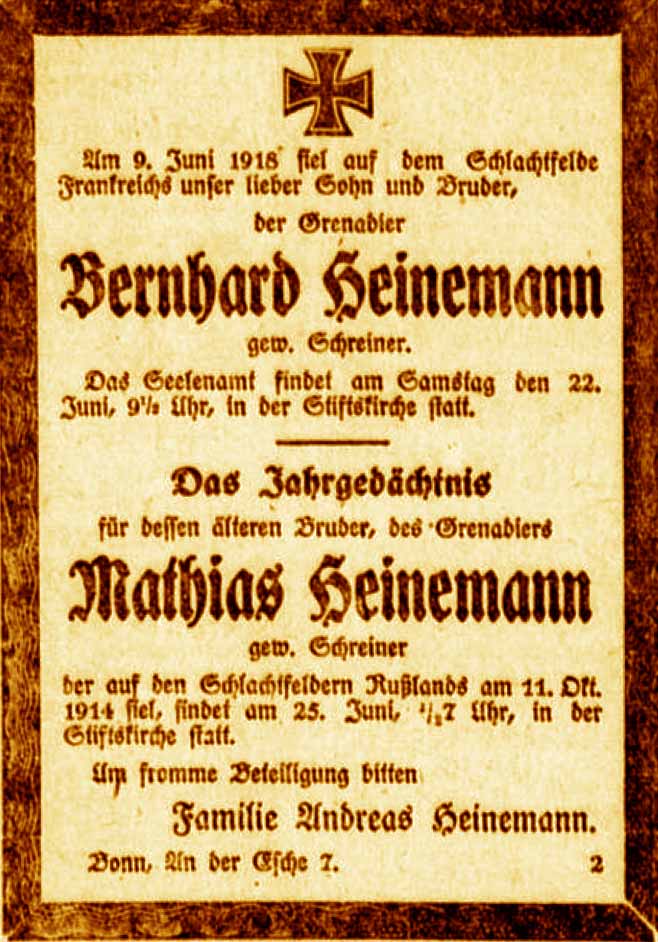 Am 9. Juni 1918 fiel auf dem Schlachtfelde
Frankreichs unser lieber Sohn und Bruder,
der Grenadier
Bernhard Heinemann
gew. Schreiner.
Das Seelenamt findet am Samstag den 22.
Juni, 9½ Uhr, in der Stiftskirche statt.
Das Jahrgedächtnis
für dessen älteren Bruder, des Grenadiers
Mathias Heinemann
gew. Schreiner
der auf den Schlachtfeldern Rußlands am 11. Okt.
1914 fiel, findet am 25. Juni, ½7 Uhr, in der
Stiftskirche statt.
Um fromme Beteiligung bitten
Familie Andreas Heinemann.
Bonn, An der Esche 7. 2